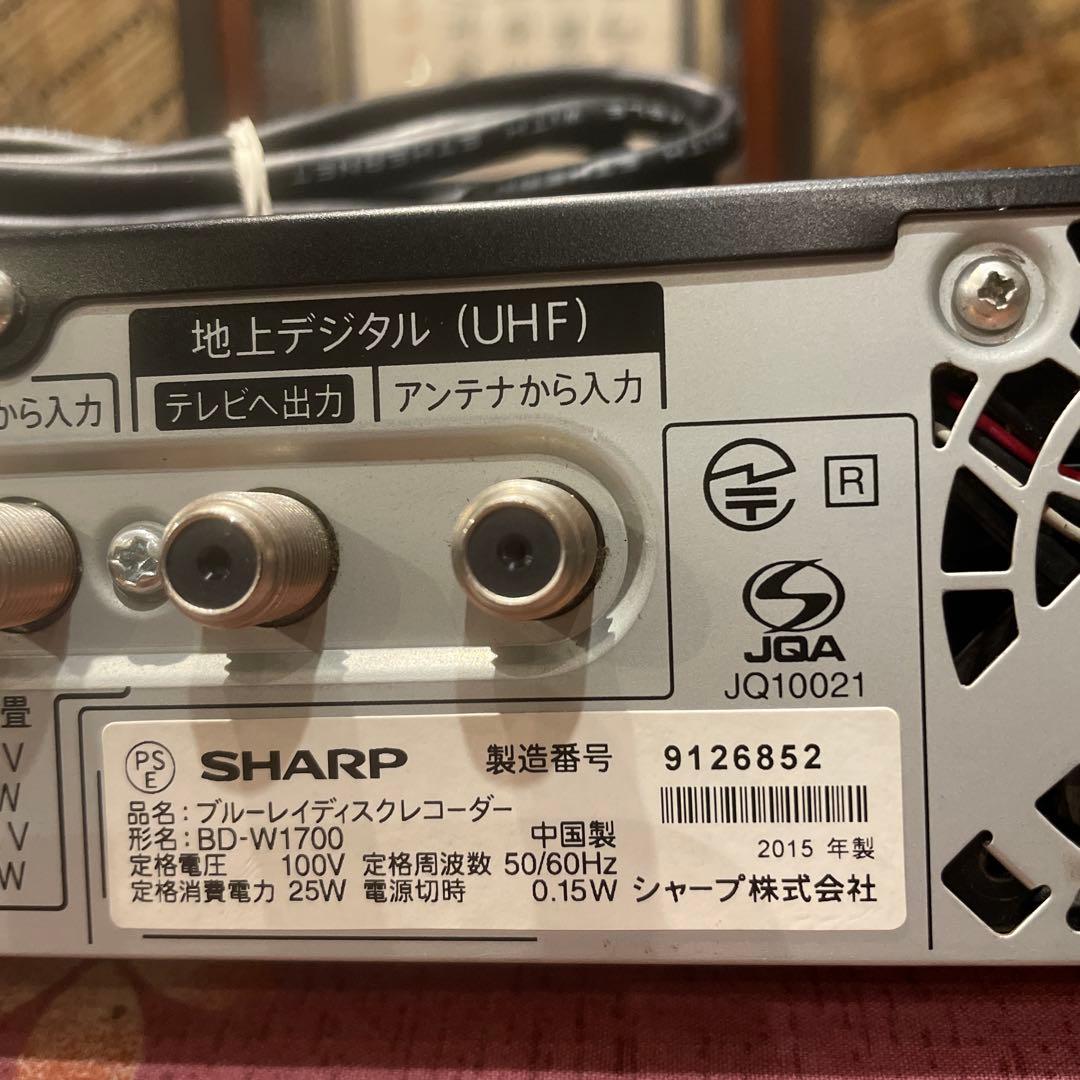 HIGH SPEED
地上デジタル（UHF）
から入力
テレビへ出力
アンテナから入力
R
JQA
JQ10021
畳
V
W
V
W
PS
E
SHARP 製造番号 9126852
品名：ブルーレイディスクレコーダー
形名：BD-W1700 中国製
2015 年製
定格電圧 100V 定格周波数 50/60Hz
定格消費電力 25W 電源切時 0.15W シャープ株式会社